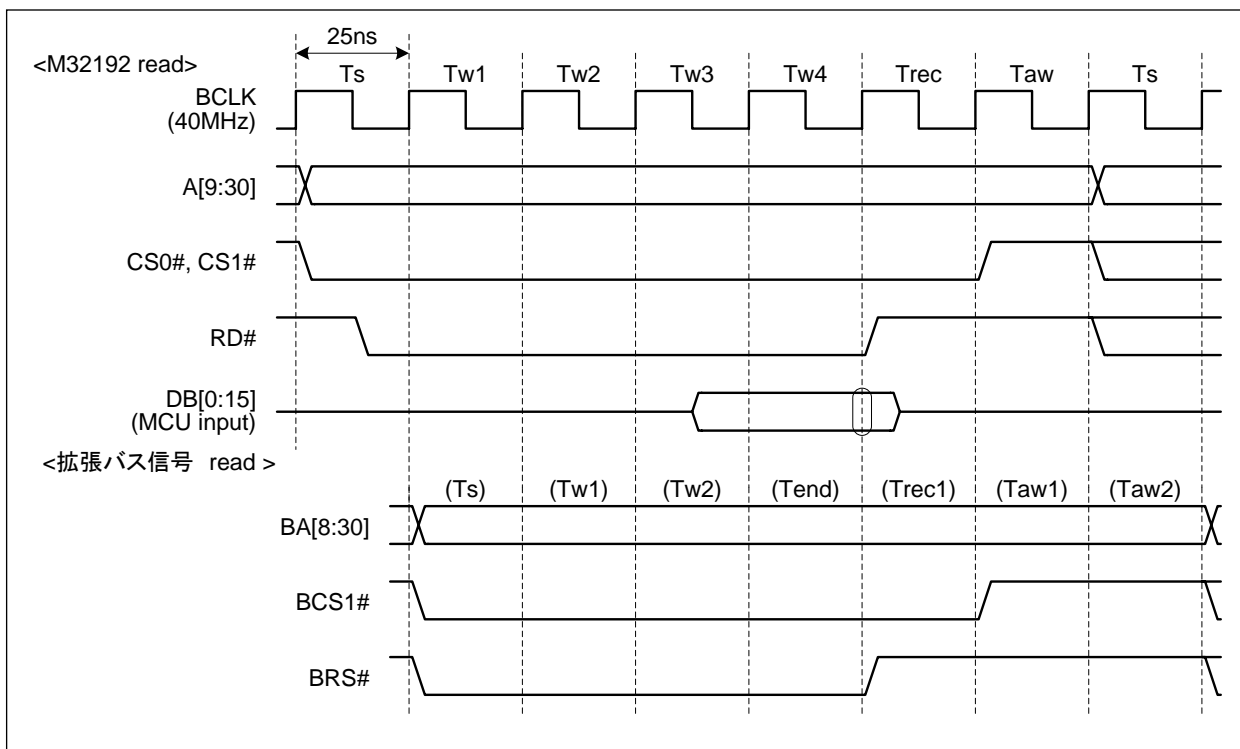 25ns
<M32192 read>
Ts Tw1 Tw2 Tw3 Tw4 Trec Taw Ts
BCLK
(40MHz)
A[9:30]
CS0#, CS1#
RD#
DB[0:15]
(MCU input)
<拡張バス信号 read >
(Ts) (Tw1) (Tw2) (Tend) (Trec1) (Taw1) (Taw2)
BA[8:30]
BCS1#
BRS#